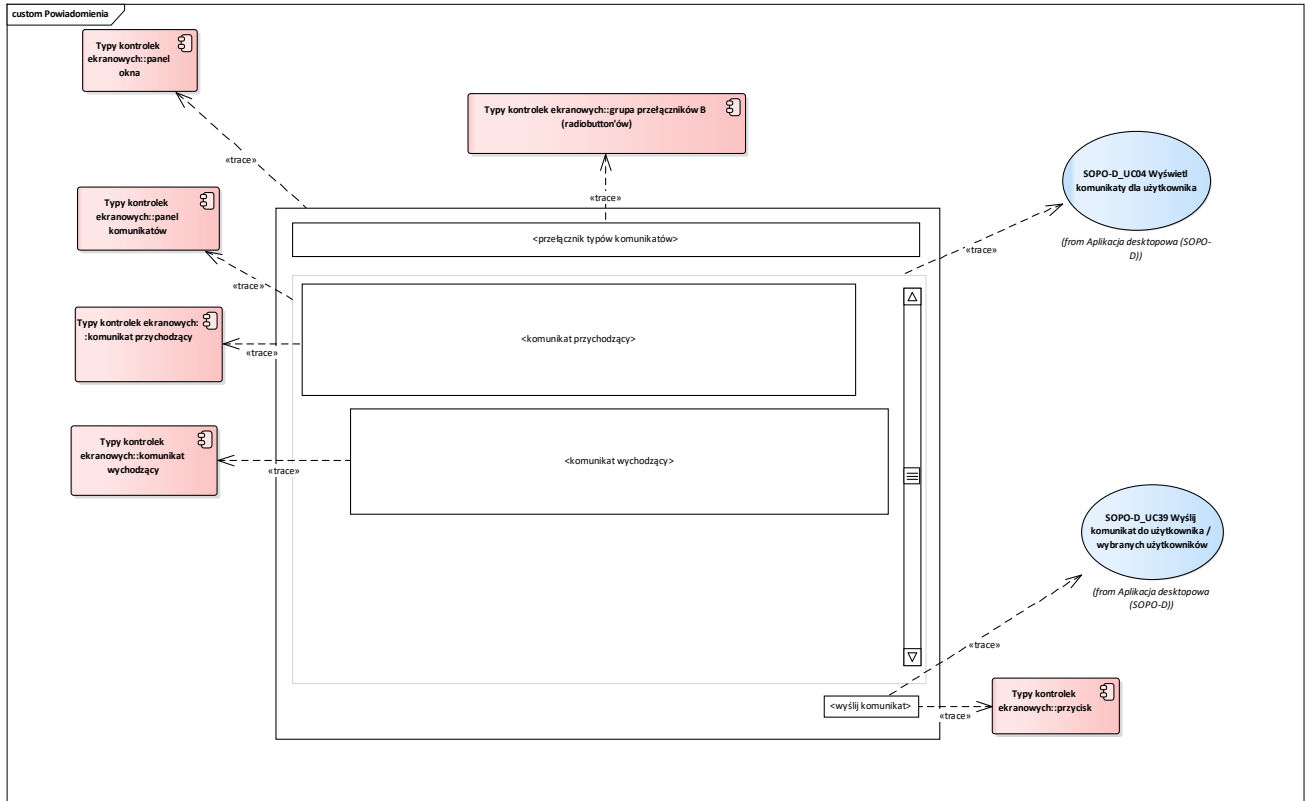 custom Powiadomienia
Typy kontrolek
ekranowych::panel
okna
Typy kontrolek ekranowych::grupa przełączników B
(radiobutton'ów)
SOPO-D_UC04 Wyświetl
komunikaty dla użytkownika
(from Aplikacja desktopowa (SOPO-
D))
«trace»
«trace»
«trace»
Typy kontrolek
ekranowych::panel
komunikatów
<przełącznik typów komunikatów>
«trace»
Typy kontrolek ekranowych:
:komunikat przychodzący
<komunikat przychodzący>
«trace»
Typy kontrolek
ekranowych::komunikat
wychodzący
<komunikat wychodzący>
«trace»
SOPO-D_UC39 Wyślij
komunikat do użytkownika /
wybranych użytkowników
(from Aplikacja desktopowa
(SOPO-D))
«trace»
<wyślij komunikat>
«trace»
Typy kontrolek
ekranowych::przycisk